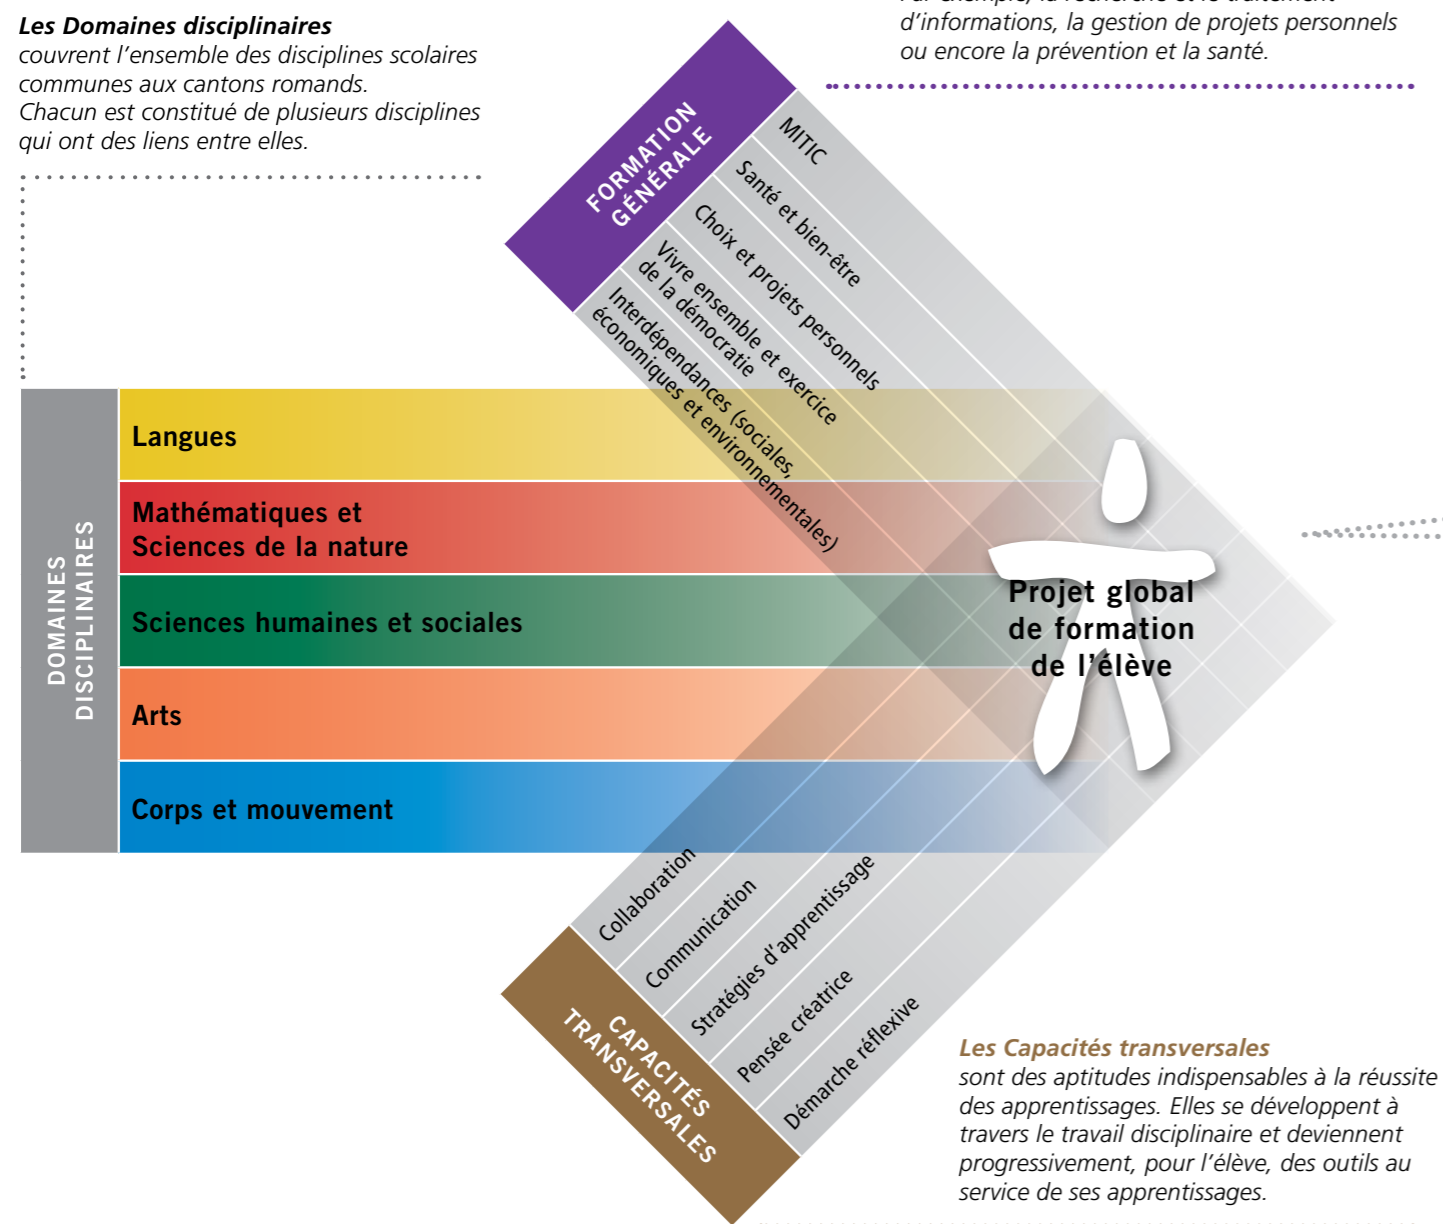 Les Domaines disciplinaires
couvrent l’ensemble des disciplines scolaires
communes aux cantons romands.
Chacun est constitué de plusieurs disciplines
qui ont des liens entre elles.
d’informations, la gestion de projets personnels
ou encore la prévention et la santé.
FORMATION
GÉNÉRALE
MITIC
Santé et bien-être
Choix et projets personnels
Vivre ensemble et exercice
de la démocratie
Interdépendances (sociales,
économiques et environnementales)
DOMAINES
DISCIPLINAIRES
Langues
Mathématiques et
Sciences de la nature
Sciences humaines et sociales
Arts
Corps et mouvement
Projet global
de formation
de l’élève
Collaboration
Communication
Stratégies d’apprentissage
Pensée créatrice
Démarche réflexive
CAPACITÉS
TRANSVERSALES
Les Capacités transversales
sont des aptitudes indispensables à la réussite
des apprentissages. Elles se développent à
travers le travail disciplinaire et deviennent
progressivement, pour l’élève, des outils au
service de ses apprentissages.